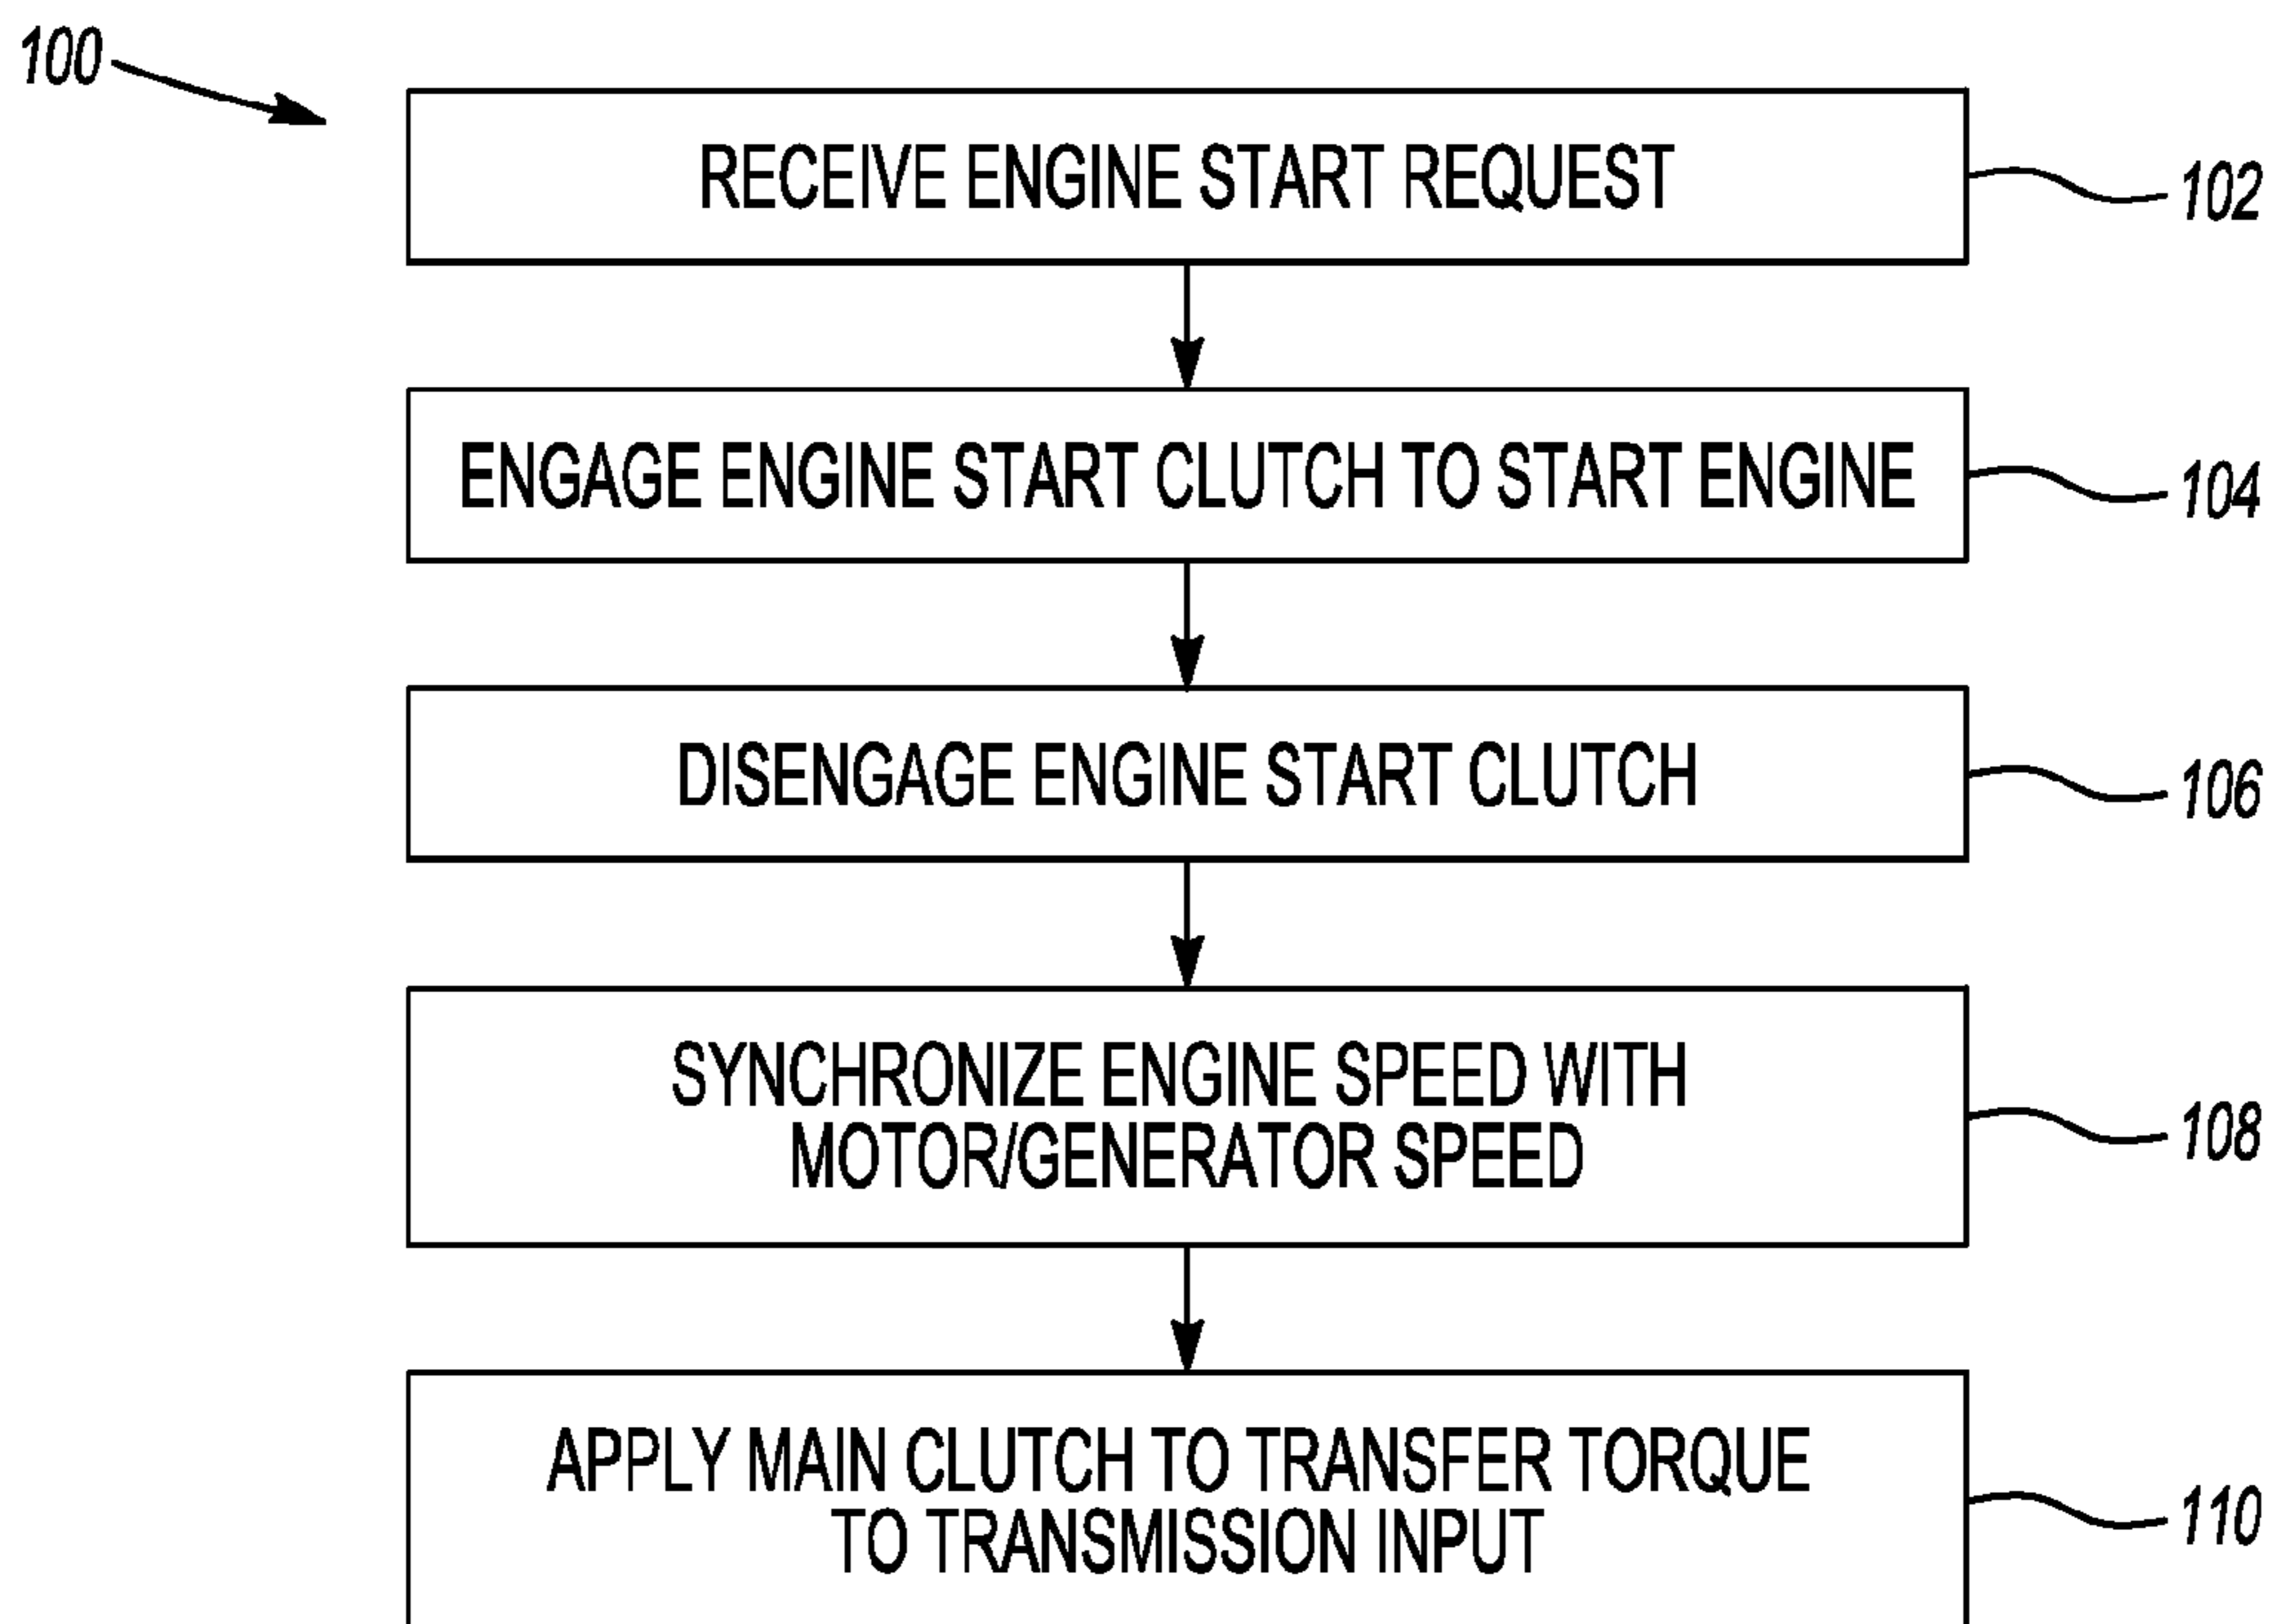 100
RECEIVE ENGINE START REQUEST
102
ENGAGE ENGINE START CLUTCH TO START ENGINE
104
DISENGAGE ENGINE START CLUTCH
106
SYNCHRONIZE ENGINE SPEED WITH
MOTOR/GENERATOR SPEED
108
APPLY MAIN CLUTCH TO TRANSFER TORQUE
TO TRANSMISSION INPUT
110